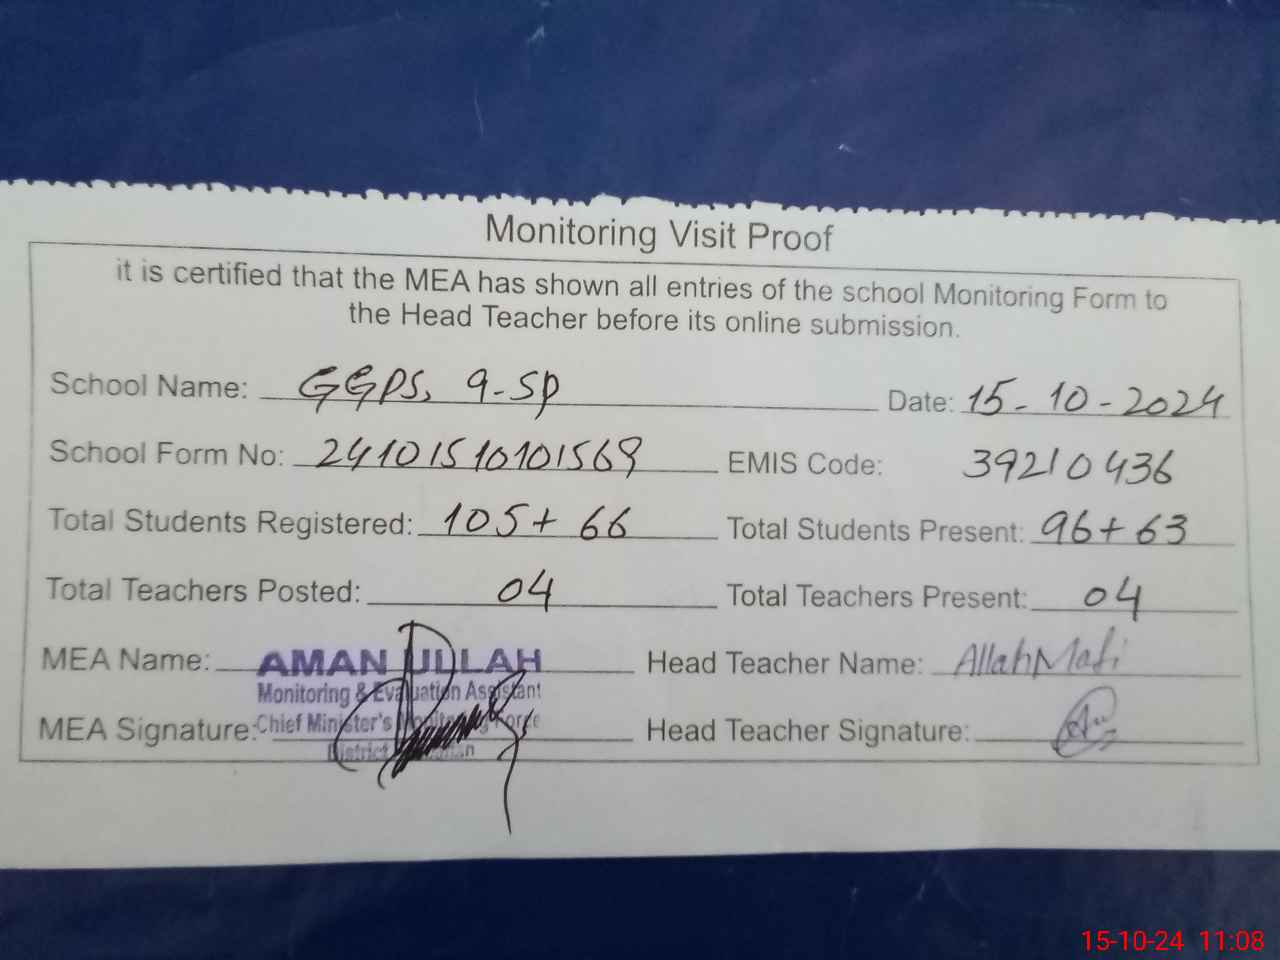 Monitoring Visit Proof
it is certified that the MEA has shown all entries of the school Monitoring Form to
the Head Teacher before its online submission.
School Name: GGPS, 9-SP Date: 15-10-2024
School Form No: 24101510101569 EMIS Code: 39210436
Total Students Registered: 105+66 Total Students Present: 96+63
Total Teachers Posted: 04 Total Teachers Present: 04
MEA Name: AMAN ULLAH Head Teacher Name: Allah
Monitoring & Evaluation Assistant
MEA Signature: Chief Minister's Monitoring Force Head Teacher Signature:
District
15-10-24 11:08